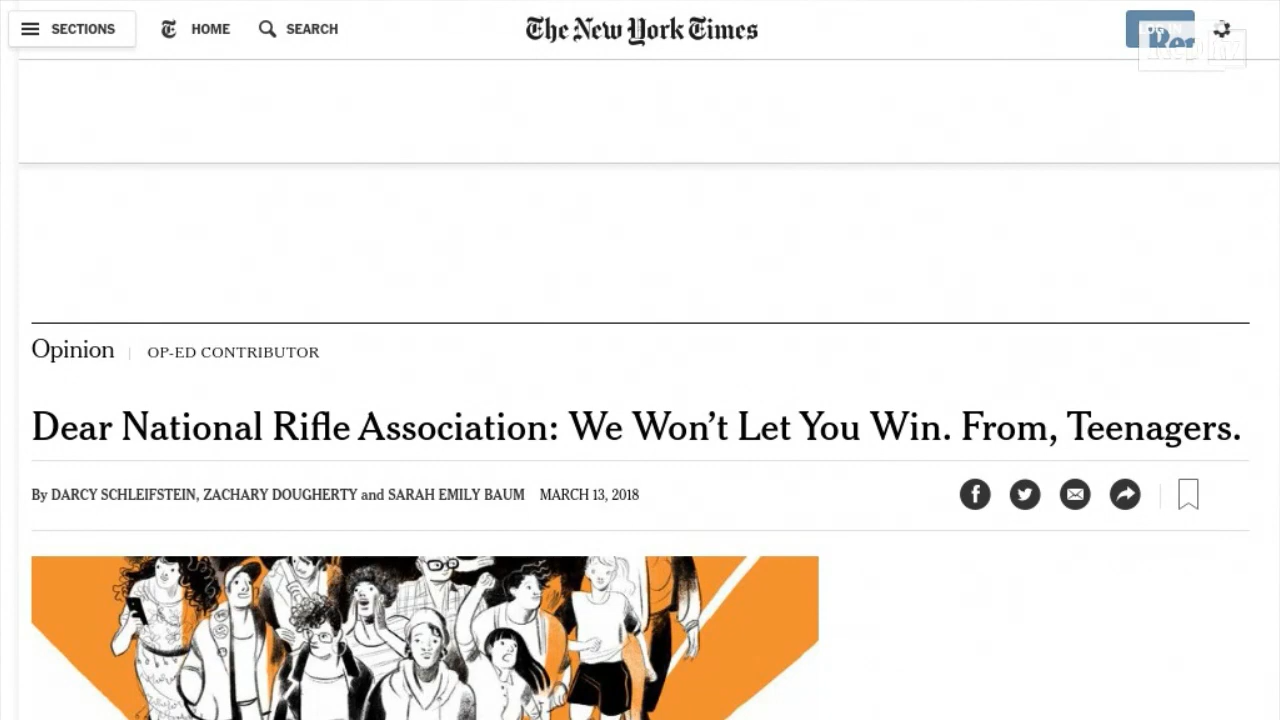 SECTIONS HOME SEARCH The New York Times
Opinion OP-ED CONTRIBUTOR
Dear National Rifle Association: We Won't Let You Win. From, Teenagers.
By DARCY SCHLEIFSTEIN, ZACHARY DOUGHERTY and SARAH EMILY BAUM MARCH 13, 2018